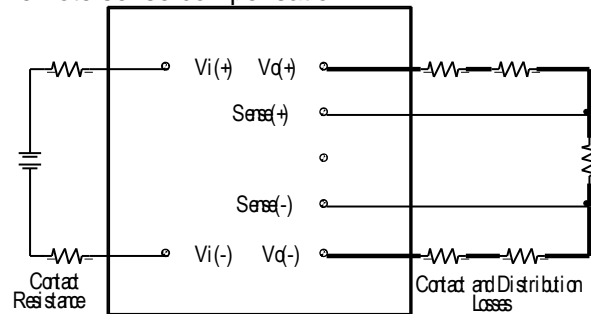 Vi(+) Vo(+)
Sense(+)
Sense(-)
Vi(-) Vo(-)
Contact
Resistance
Contact and Distribution
Losses